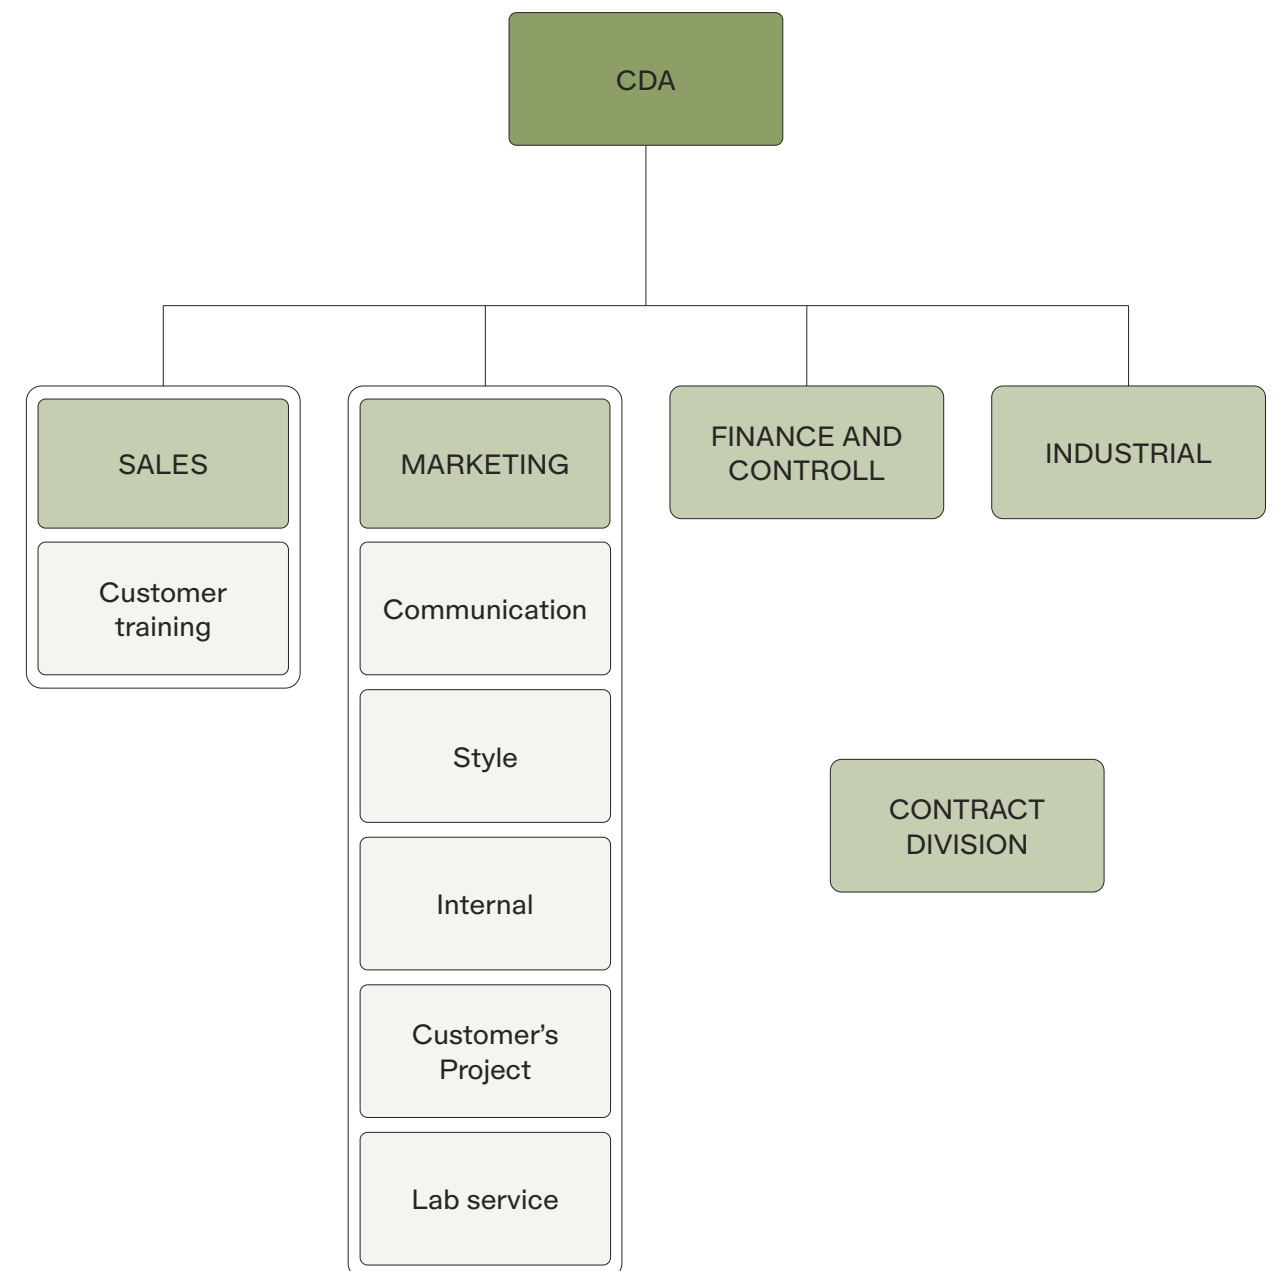 CDA
SALES
Customer
training
MARKETING
Communication
Style
Internal
Customer’s
Project
Lab service
FINANCE AND
CONTROLL
INDUSTRIAL
CONTRACT
DIVISION